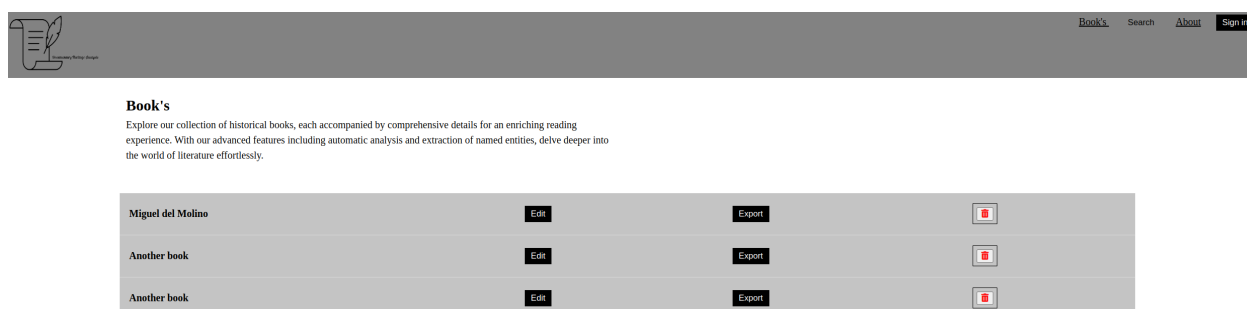 Book's Search About Sign in
Book's
Explore our collection of historical books, each accompanied by comprehensive details for an enriching reading
experience. With our advanced features including automatic analysis and extraction of named entities, delve deeper into
the world of literature effortlessly.
Miguel del Molino Edit Export
Another book Edit Export
Another book Edit Export